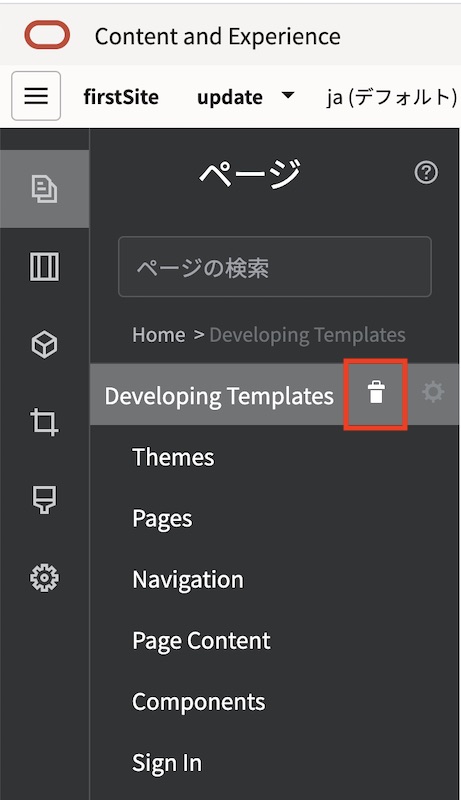 Content and Experience
firstSite update ja (デフォルト)
ページ
ページの検索
Home > Developing Templates
Developing Templates
Themes
Pages
Navigation
Page Content
Components
Sign In